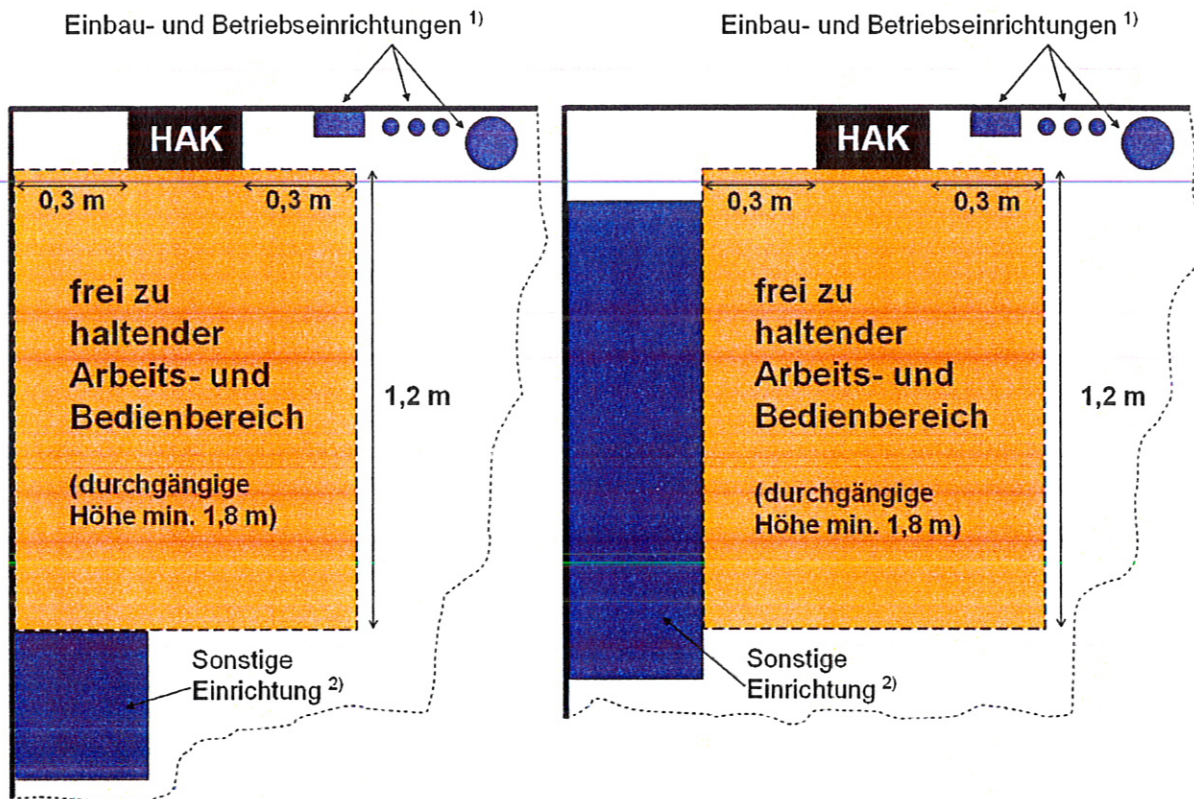 Einbau- und Betriebseinrichtungen 1)
HAK
0,3 m
0,3 m
frei zu
haltender
Arbeits- und
Bedienbereich
(durchgängige
Höhe min. 1,8 m)
1,2 m
Sonstige
Einrichtung 2)
Einbau- und Betriebseinrichtungen 1)
HAK
0,3 m
0,3 m
frei zu
haltender
Arbeits- und
Bedienbereich
(durchgängige
Höhe min. 1,8 m)
1,2 m
Sonstige
Einrichtung 2)